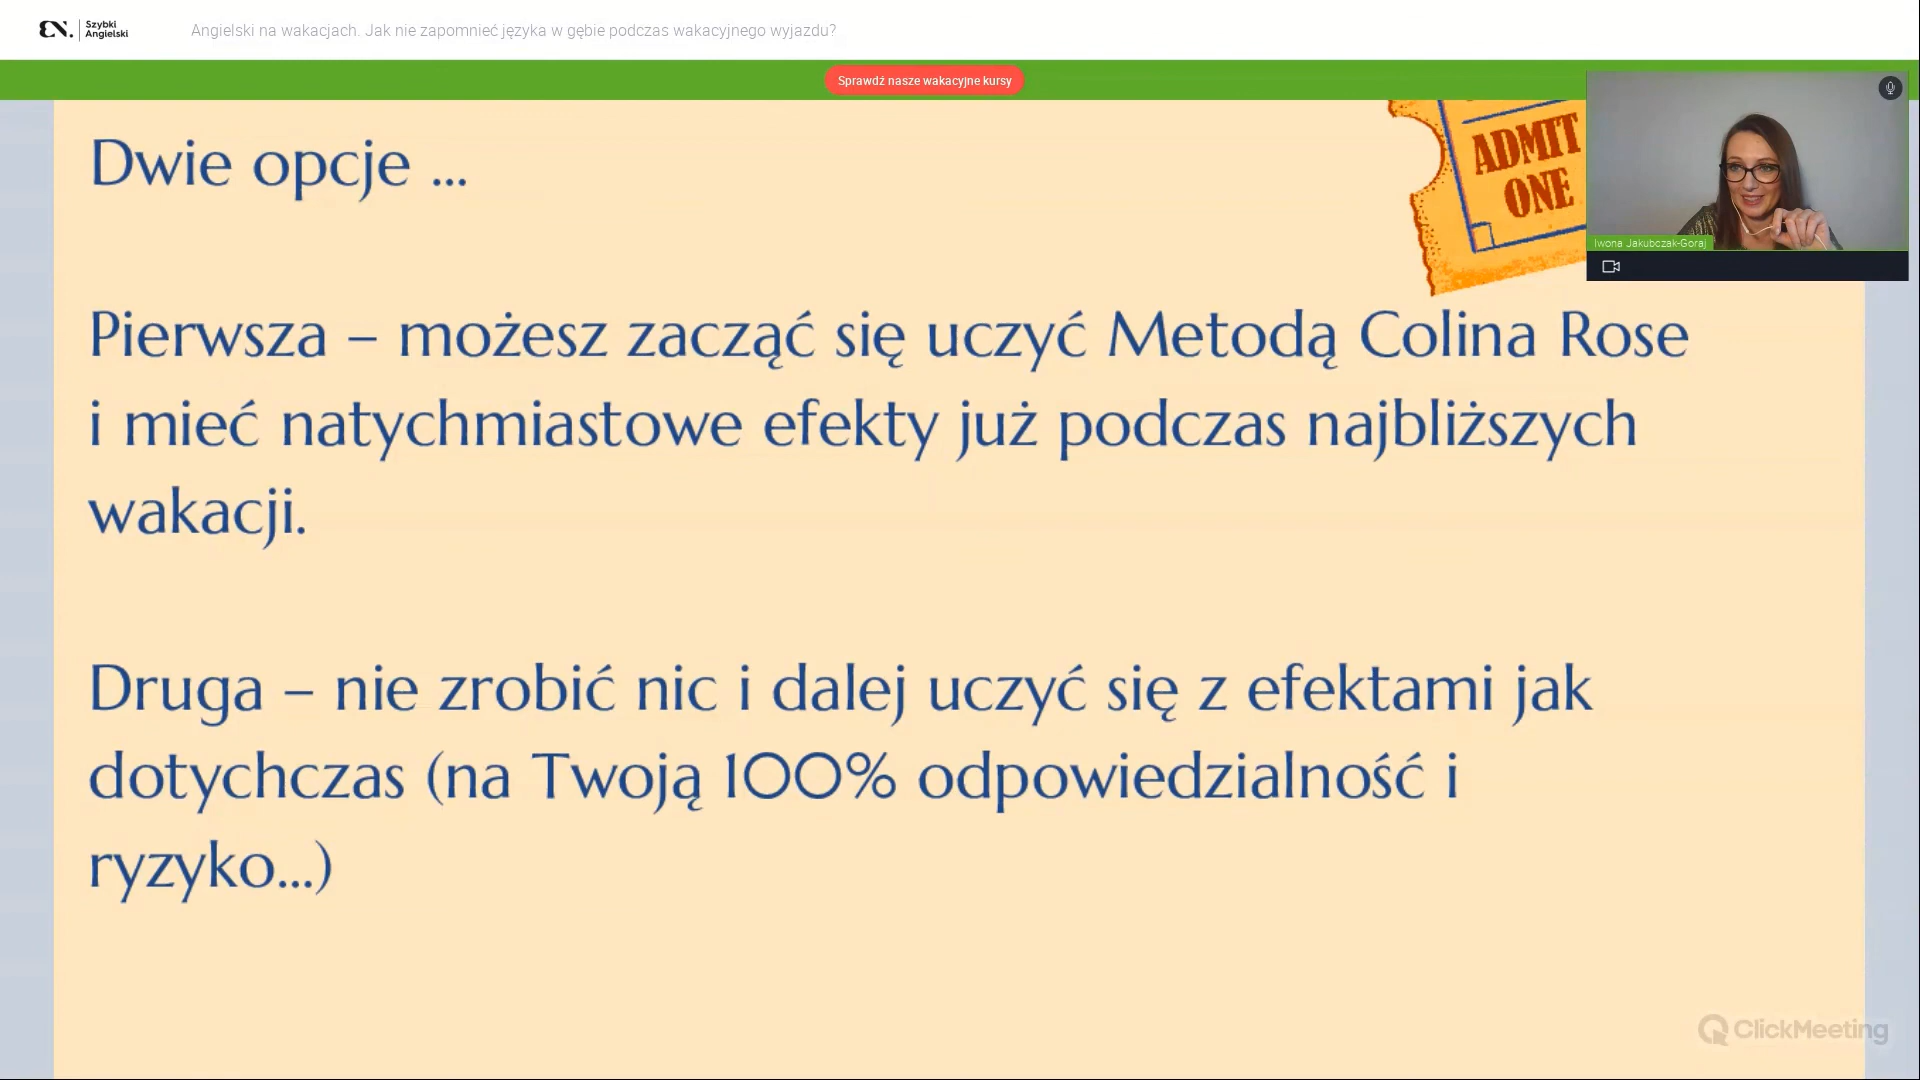 EN. Szybki
Angielski
Angielski na wakacjach. Jak nie zapomnieć języka w gębie podczas wakacyjnego wyjazdu?
Sprawdź nasze wakacyjne kursy
Dwie opcje ...
ADMIT
ONE
Iwona Jakubczak-Goraj
Pierwsza – możesz zacząć się uczyć Metodą Colina Rose
i mieć natychmiastowe efekty już podczas najbliższych
wakacji.
Druga – nie zrobić nic i dalej uczyć się z efektami jak
dotychczas (na Twoją 100% odpowiedzialność i
ryzyko...)
ClickMeeting